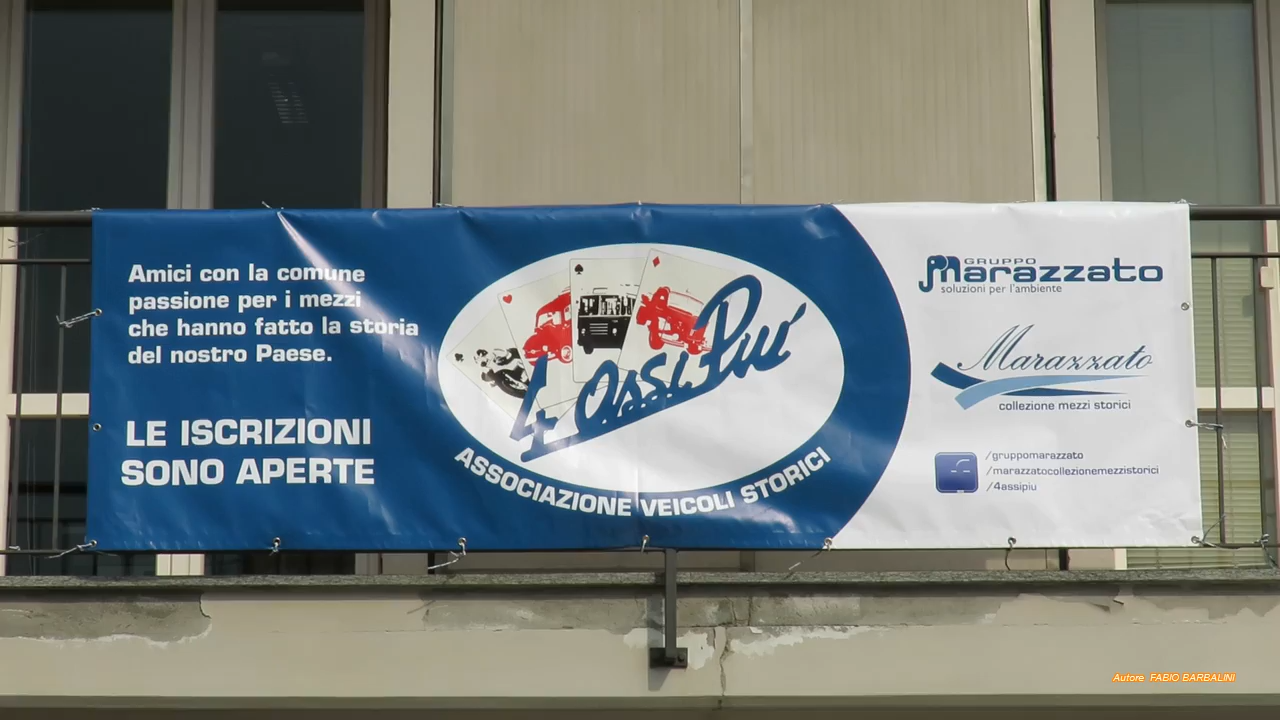 Amici con la comune
passione per i mezzi
che hanno fatto la storia
del nostro Paese.
LE ISCRIZIONI
SONO APERTE
4 assi Più
ASSOCIAZIONE VEICOLI STORICI
GRUPPO
Marazzato
soluzioni per l'ambiente
Marazzato
collezione mezzi storici
/gruppomarazzato
/marazzatocollezionemezzistorici
/4assipiu
Autore FABIO BARBALINI